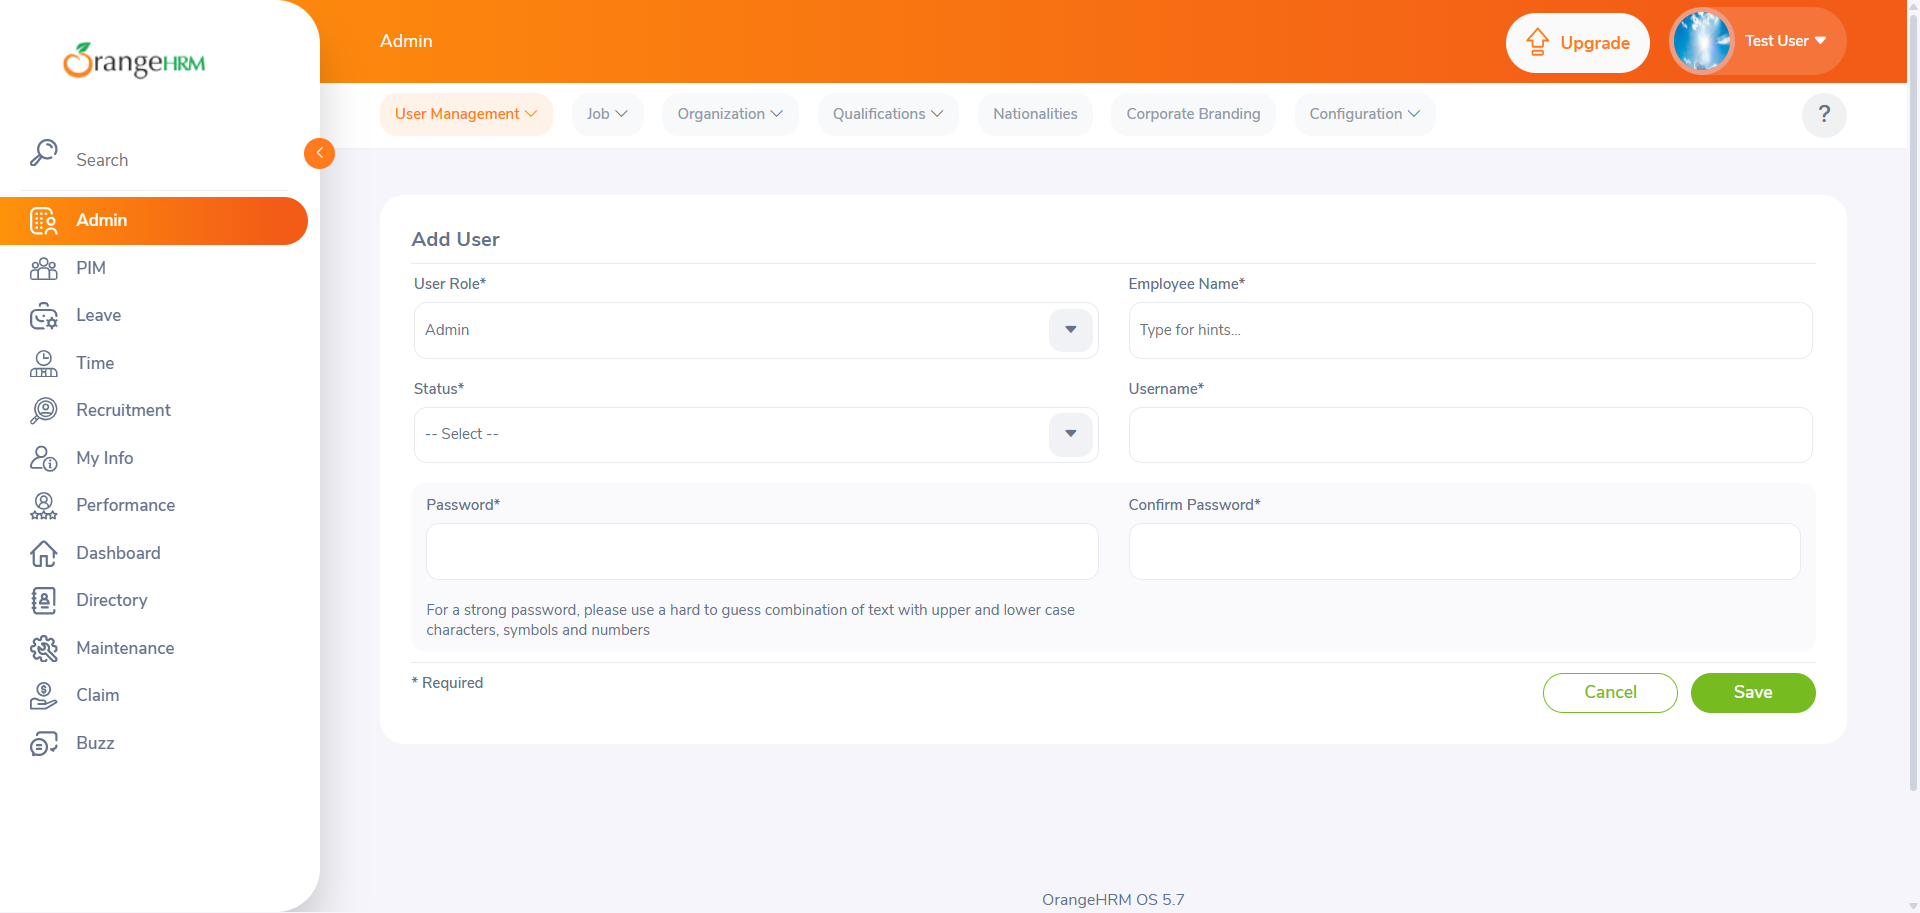 OrangeHRM
Search
Admin
PIM
Leave
Time
Recruitment
My Info
Performance
Dashboard
Directory
Maintenance
Claim
Buzz
Admin
Upgrade
Test User
User Management
Job
Organization
Qualifications
Nationalities
Corporate Branding
Configuration
?
Add User
User Role*
Employee Name*
Admin
Type for hints...
Status*
Username*
-- Select --
Password*
Confirm Password*
For a strong password, please use a hard to guess combination of text with upper and lower case
characters, symbols and numbers
* Required
Cancel
Save
OrangeHRM OS 5.7